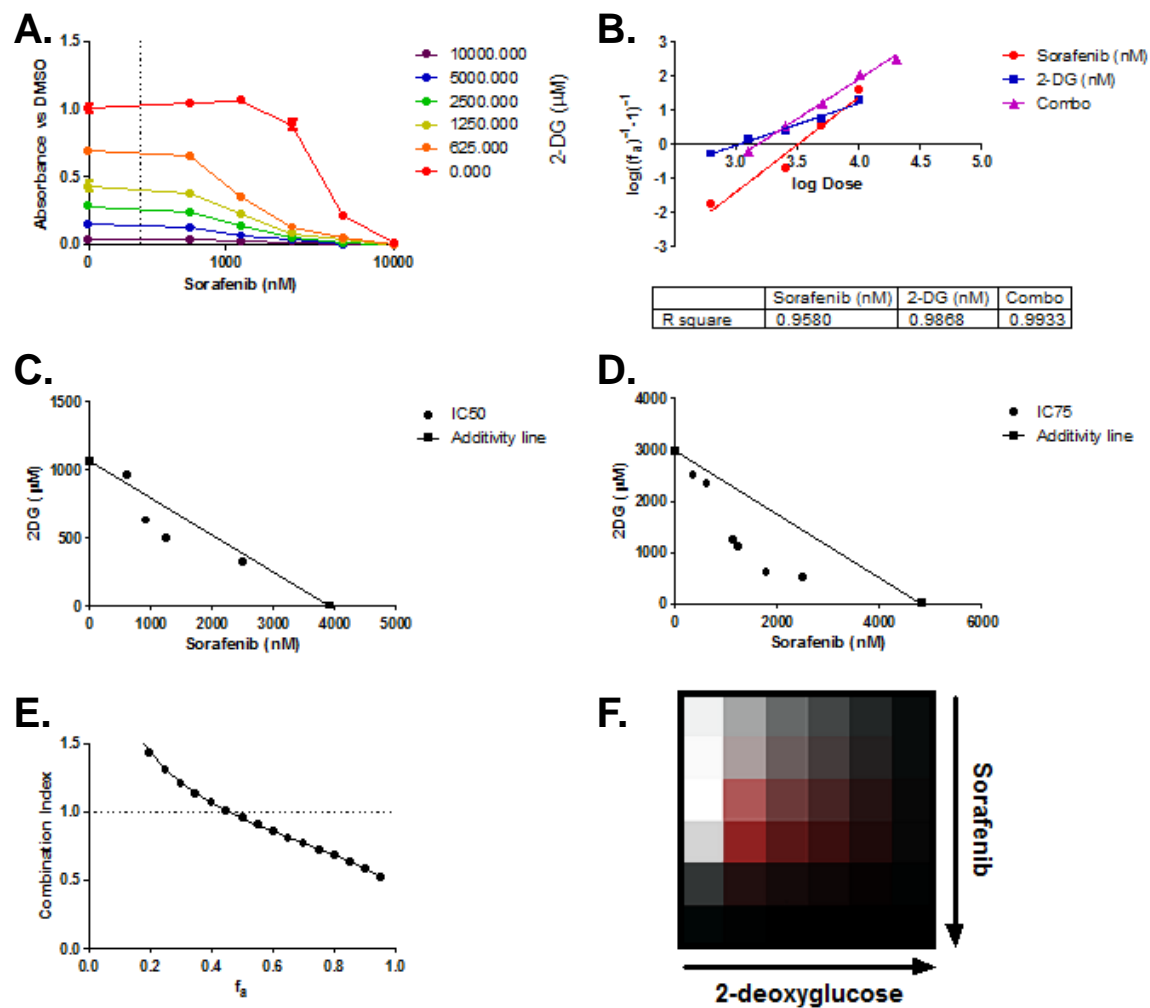 A.
1.5
1.0
0.5
0.0
0
1000
10000
Absorbance vs DMSO
Sorafenib (nM)
10000.000
5000.000
2500.000
1250.000
625.000
0.000
2-DG (μM)
B.
3
2
1
0
-1
-2
-3
3.0
3.5
4.0
4.5
5.0
log((fa)-1 -1)-1
log Dose
Sorafenib (nM)
2-DG (nM)
Combo
Sorafenib (nM) 2-DG (nM) Combo
R square 0.9580 0.9868 0.9933
C.
1500
1000
500
0
0
1000
2000
3000
4000
5000
2DG ( μM)
Sorafenib (nM)
IC50
Additivity line
D.
4000
3000
2000
1000
0
0
2000
4000
6000
2DG ( μM)
Sorafenib (nM)
IC75
Additivity line
E.
1.5
1.0
0.5
0.0
0.0
0.2
0.4
0.6
0.8
1.0
Combination Index
fa
F.
Sorafenib
2-deoxyglucose